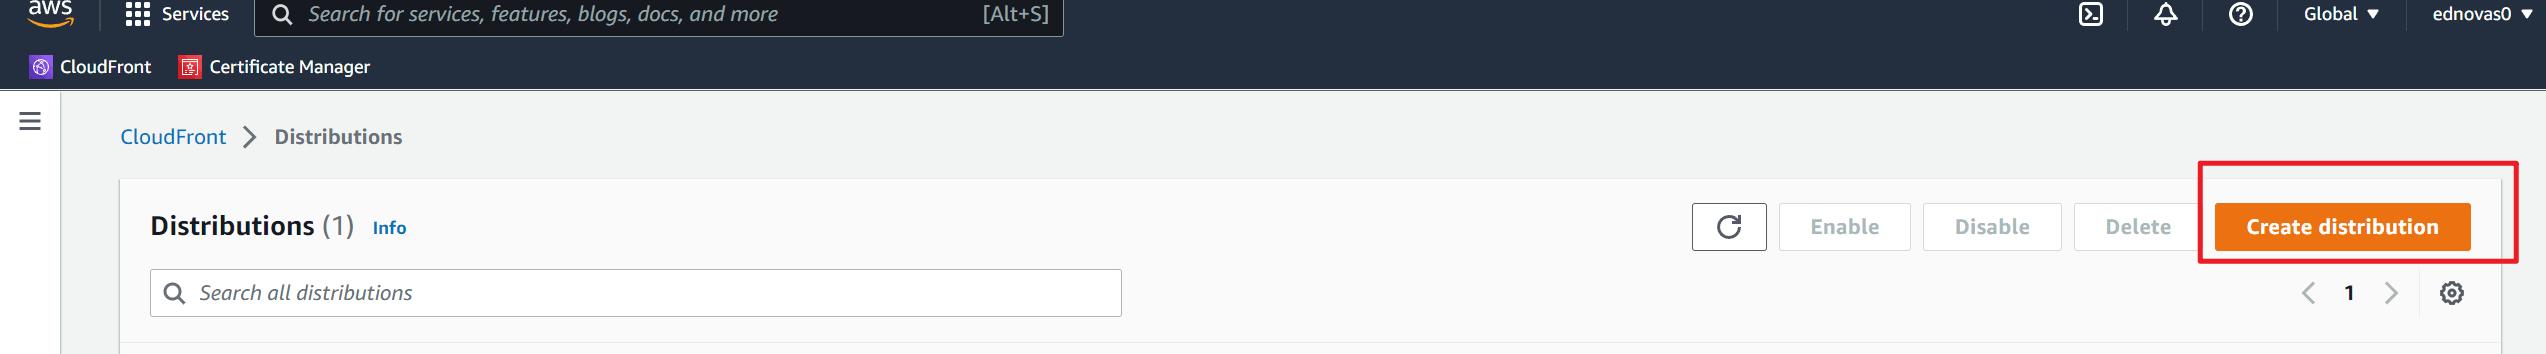 aws Services Search for services, features, blogs, docs, and more [Alt+S] Global ednovas0
CloudFront Certificate Manager
CloudFront Distributions
Distributions (1) Info Enable Disable Delete Create distribution
Search all distributions 1